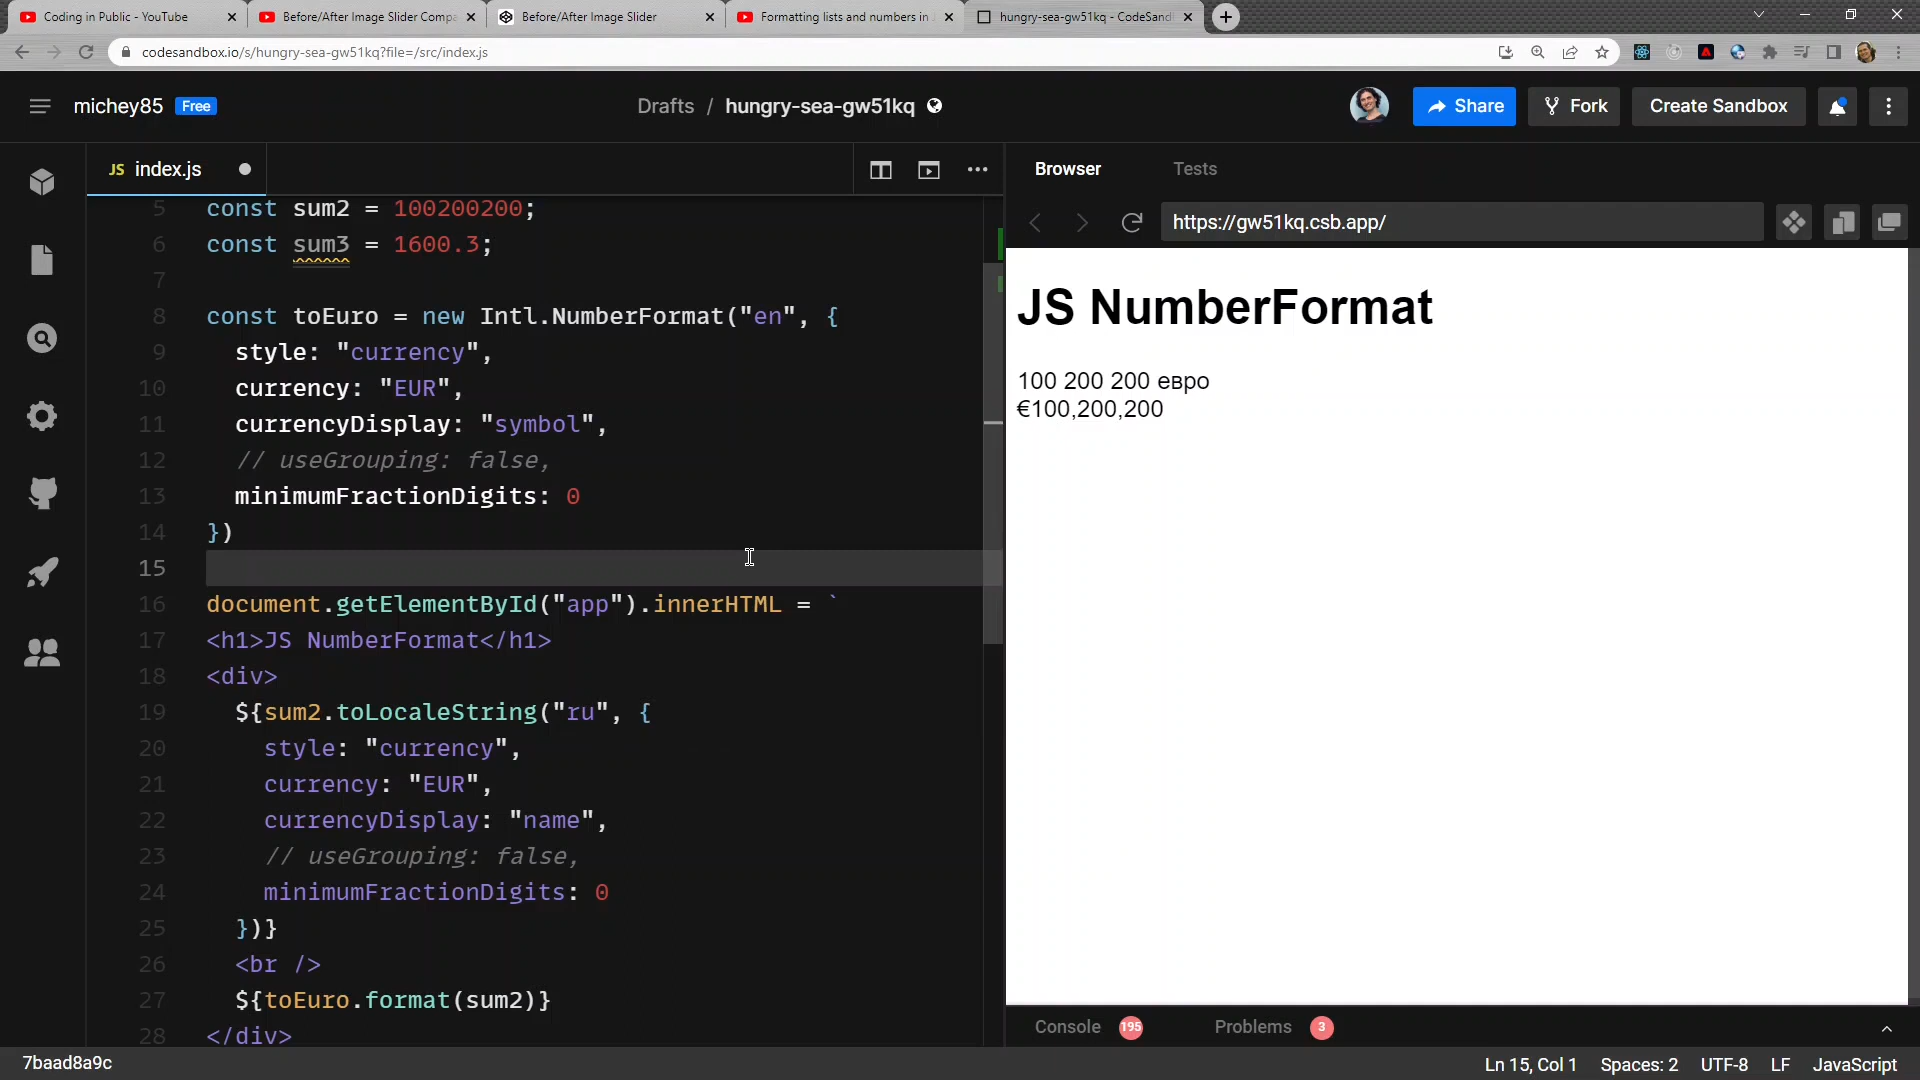 Coding in Public - YouTube
Before/After Image Slider Compa
Before/After Image Slider
Formatting lists and numbers in
hungry-sea-gw51kq - CodeSand
codesandbox.io/s/hungry-sea-gw51kq?file=/src/index.js
michey85 Free
Drafts / hungry-sea-gw51kq
Share
Fork
Create Sandbox
JS index.js
Browser
Tests
https://gw51kq.csb.app/
5 const sum2 = 100200200;
6 const sum3 = 1600.3;
7
8 const toEuro = new Intl.NumberFormat("en", {
9 style: "currency",
10 currency: "EUR",
11 currencyDisplay: "symbol",
12 // useGrouping: false,
13 minimumFractionDigits: 0
14 })
15
16 document.getElementById("app").innerHTML = `
17 <h1>JS NumberFormat</h1>
18 <div>
19 ${sum2.toLocaleString("ru", {
20 style: "currency",
21 currency: "EUR",
22 currencyDisplay: "name",
23 // useGrouping: false,
24 minimumFractionDigits: 0
25 })}
26 <br />
27 ${toEuro.format(sum2)}
28 </div>
JS NumberFormat
100 200 200 евро
€100,200,200
Console 195
Problems 3
7baad8a9c
Ln 15, Col 1
Spaces: 2
UTF-8
LF
JavaScript